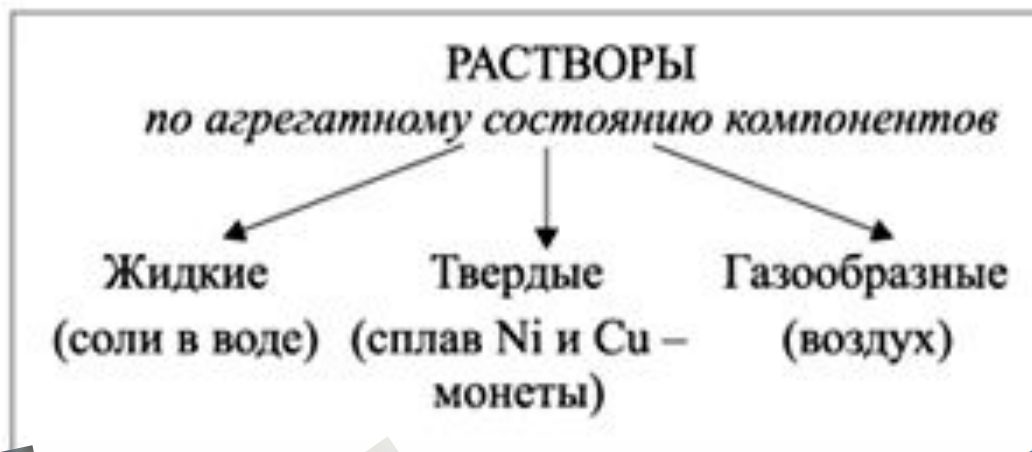 РАСТВОРЫ
по агрегатному состоянию компонентов
Жидкие Твердые Газообразные
(соли в воде) (сплав Ni и Cu – (воздух)
монеты)